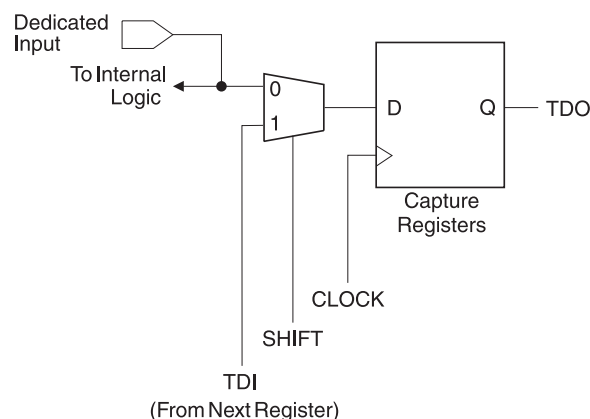 Dedicated
Input
To Internal
Logic
0
1
D
Q
TDO
Capture
Registers
CLOCK
SHIFT
TDI
(From Next Register)